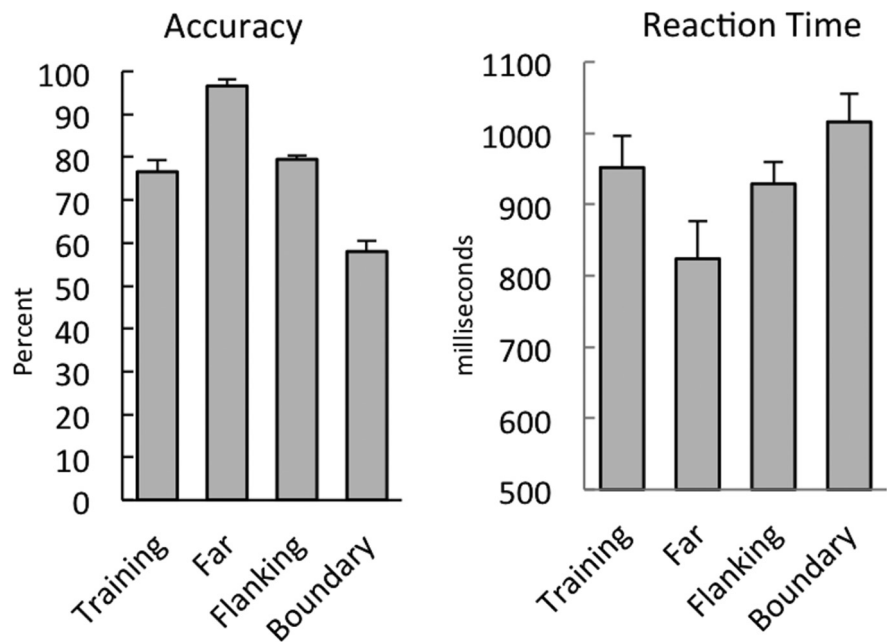 Accuracy
Percent
100
90
80
70
60
50
40
30
20
10
0
Training
Far
Flanking
Boundary
Reaction Time
milliseconds
1100
1000
900
800
700
600
500
Training
Far
Flanking
Boundary